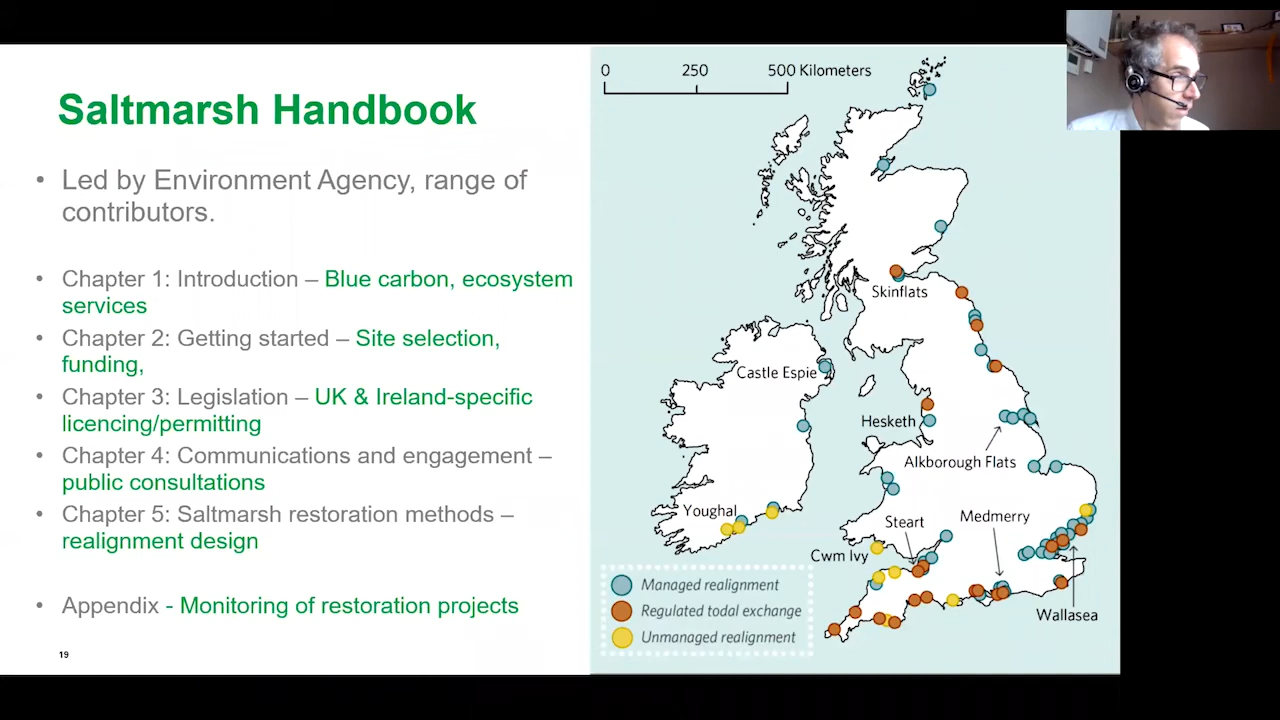 Saltmarsh Handbook
• Led by Environment Agency, range of
contributors.
• Chapter 1: Introduction – Blue carbon, ecosystem
services
• Chapter 2: Getting started – Site selection,
funding,
• Chapter 3: Legislation – UK & Ireland-specific
licencing/permitting
• Chapter 4: Communications and engagement –
public consultations
• Chapter 5: Saltmarsh restoration methods –
realignment design
• Appendix - Monitoring of restoration projects
19
0 250 500 Kilometers
Skinflats
Castle Espie
Hesketh
Alkborough Flats
Youghal
Steart
Medmerry
Cwm Ivy
Wallasea
Managed realignment
Regulated todal exchange
Unmanaged realignment